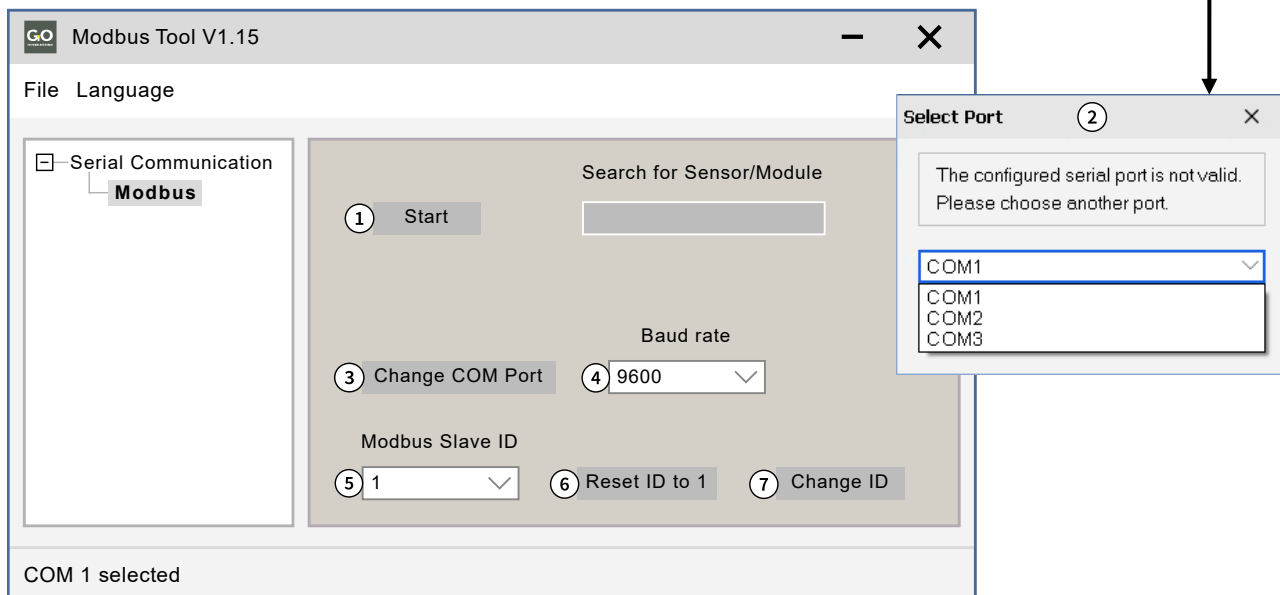 GO Modbus Tool V1.15
File Language
Select Port 2
The configured serial port is not valid.
Please choose another port.
COM1
COM1
COM2
COM3
Serial Communication
Modbus
Search for Sensor/Module
1 Start
Baud rate
3 Change COM Port 4 9600
Modbus Slave ID
5 1 6 Reset ID to 1 7 Change ID
COM 1 selected